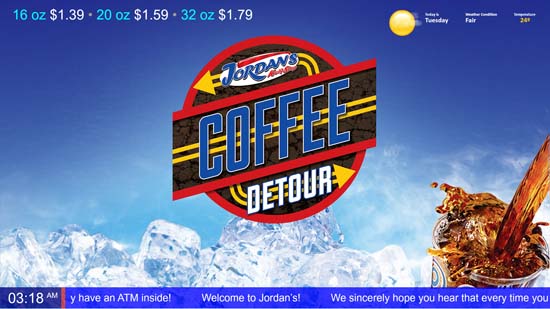 16 oz $1.39 • 20 oz $1.59 • 32 oz $1.79
Today is
Tuesday
Weather Condition
Fair
Temperature
24º
JORDAN'S
COFFEE
DETOUR
03:18 AM
y have an ATM inside! Welcome to Jordan's! We sincerely hope you hear that every time you